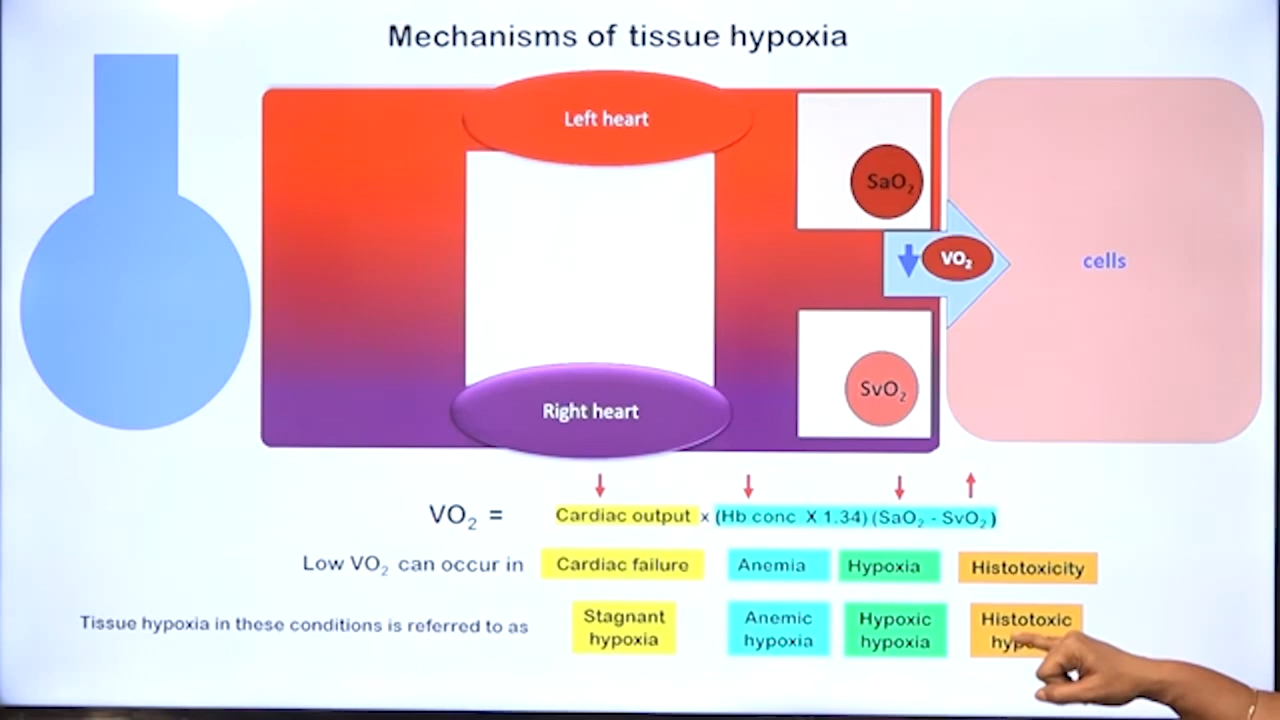 Mechanisms of tissue hypoxia
Left heart
SaO₂
VO₂
cells
SvO₂
Right heart
VO₂ = Cardiac output x (Hb conc X 1.34) (SaO₂ - SvO₂)
Low VO₂ can occur in Cardiac failure Anemia Hypoxia Histotoxicity
Tissue hypoxia in these conditions is referred to as
Stagnant hypoxia
Anemic hypoxia
Hypoxic hypoxia
Histotoxic